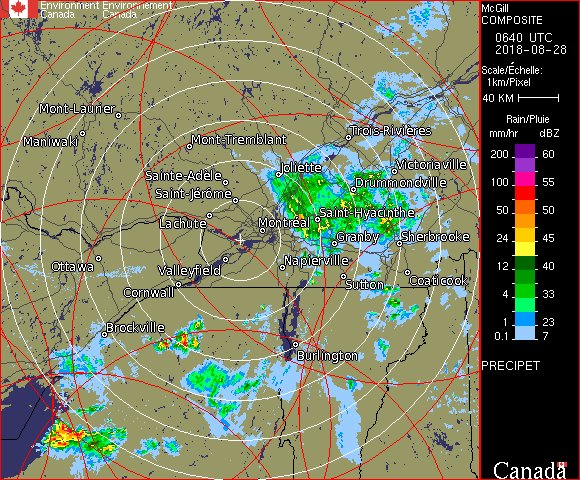 Environment Environnement
Canada Canada
McGill
COMPOSITE
0640 UTC
2018-08-28
Scale/Échelle:
1km/Pixel
40 KM
Rain/Pluie
mm/hr dBZ
200 60
100 55
50 50
24 45
12 40
4 33
1 23
0.1 7
PRECIPET
Canada
Mont-Laurier
Maniwaki
Mont-Tremblant
Trois-Rivières
Sainte-Adèle
Joliette
Victoriaville
Saint-Jérôme
Drummondville
Lachute
Montréal
Saint-Hyacinthe
Granby
Sherbrooke
Ottawa
Valleyfield
Napierville
Cornwall
Sutton
Coaticook
Brockville
Burlington